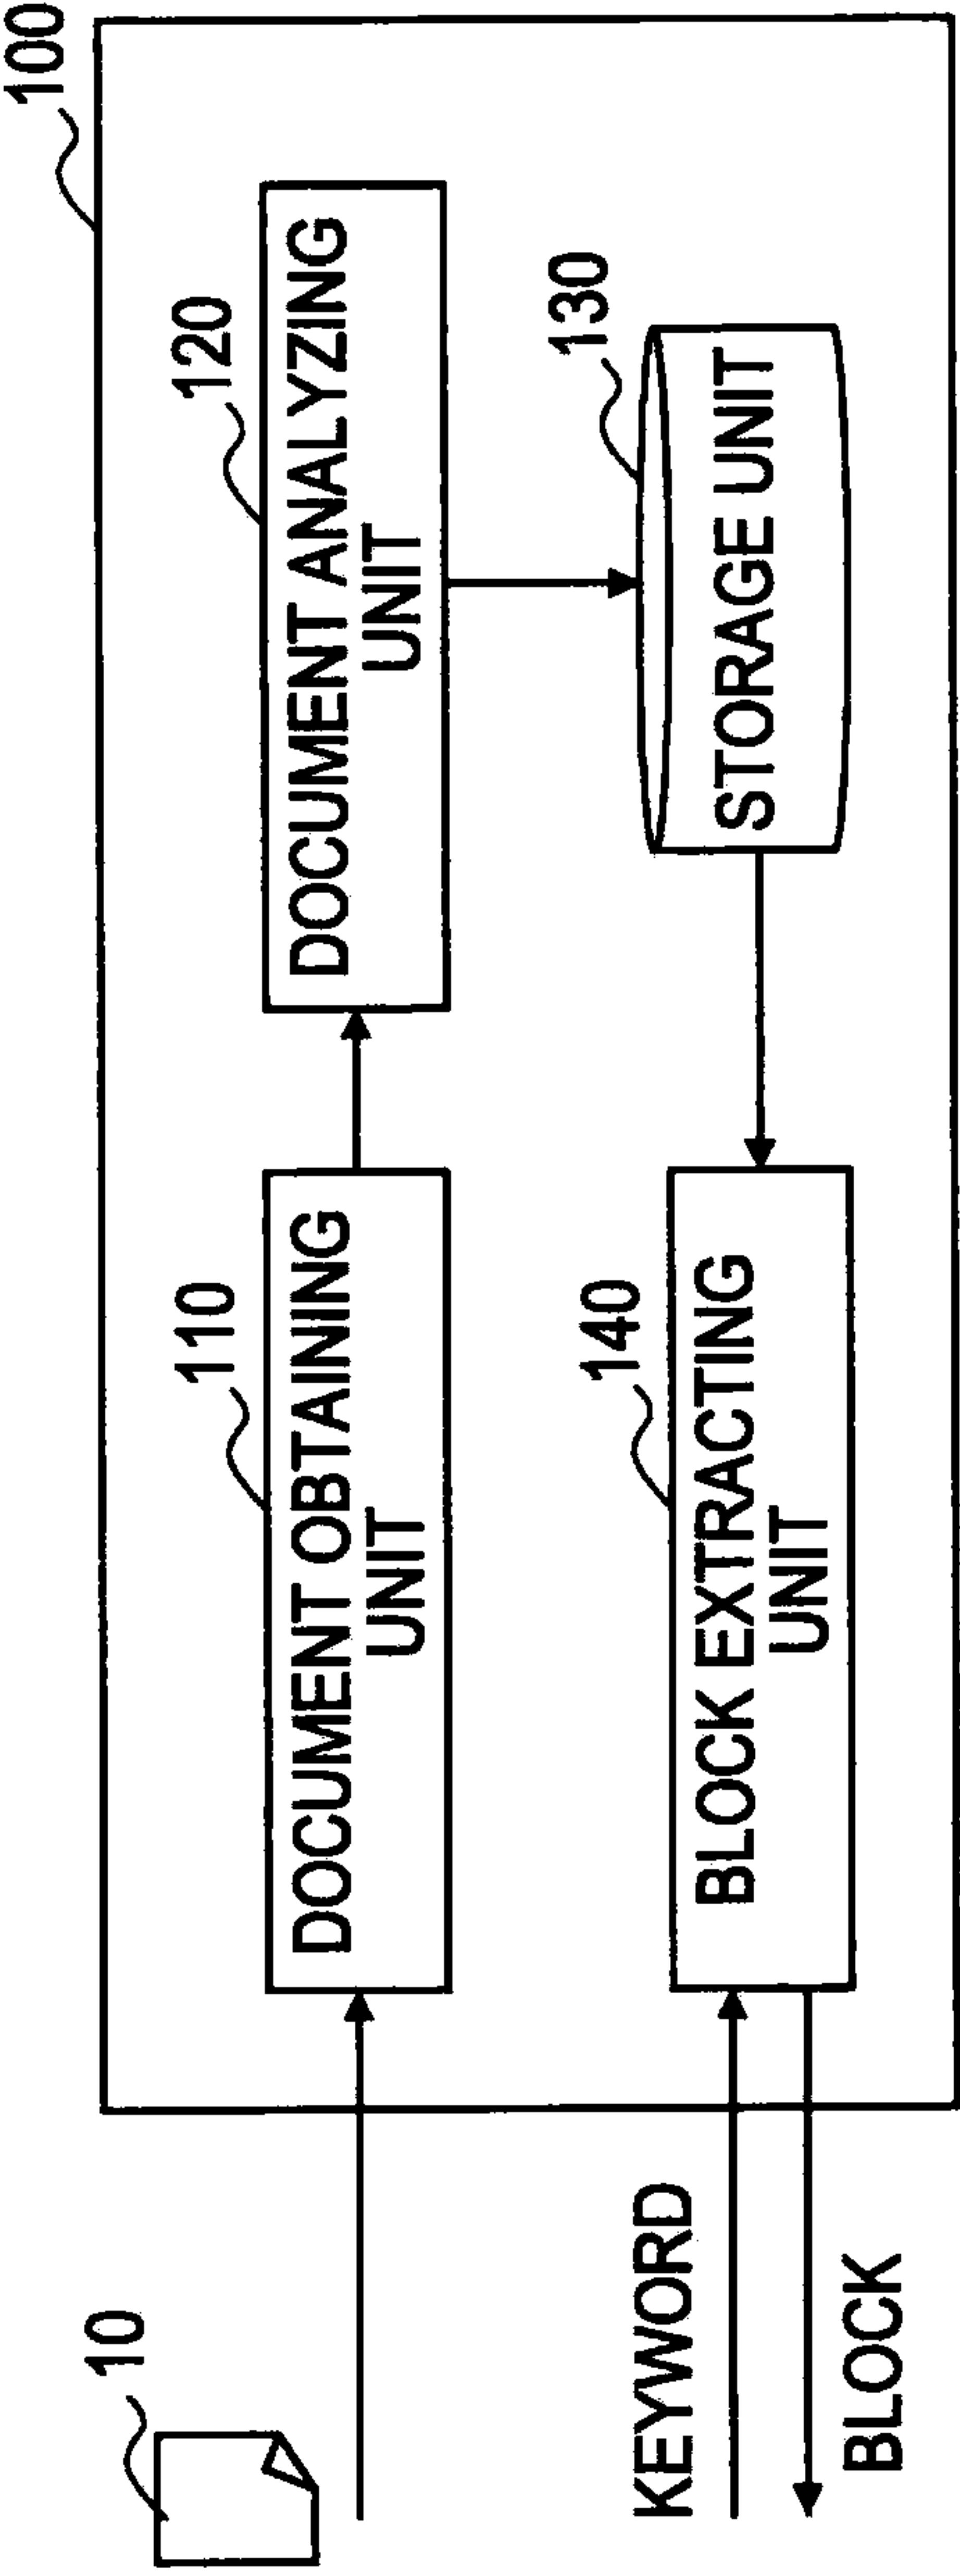 100
10
110
DOCUMENT OBTAINING
UNIT
120
DOCUMENT ANALYZING
UNIT
130
STORAGE UNIT
140
BLOCK EXTRACTING
UNIT
KEYWORD
BLOCK